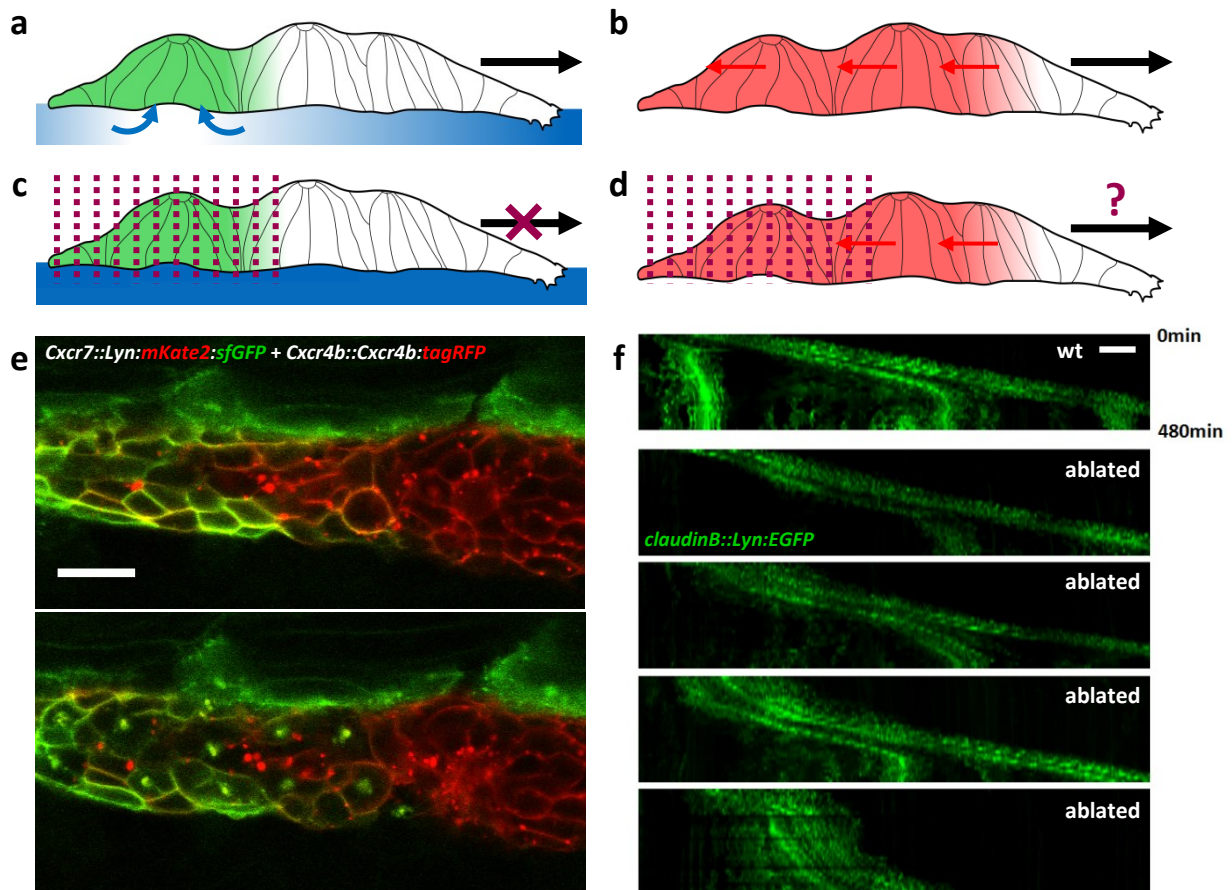 a
b
c
d
?
e
Cxcr7::Lyn:mKate2:sfGFP + Cxcr4b::Cxcr4b:tagRFP
f
wt
0min
480min
ablated
claudinB::Lyn:EGFP
ablated
ablated
ablated